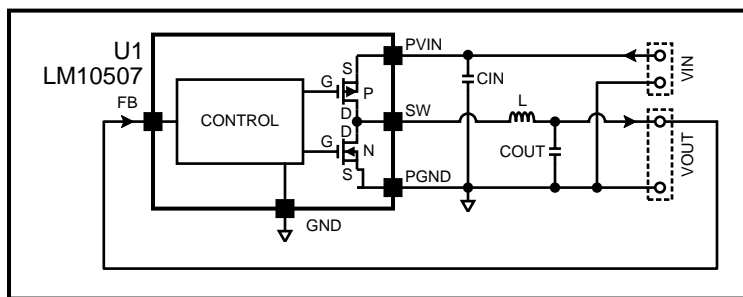 U1
LM10507
PVIN
S
G
P
CIN
VIN
FB
CONTROL
D
SW
L
D
G
N
COUT
VOUT
S
PGND
GND